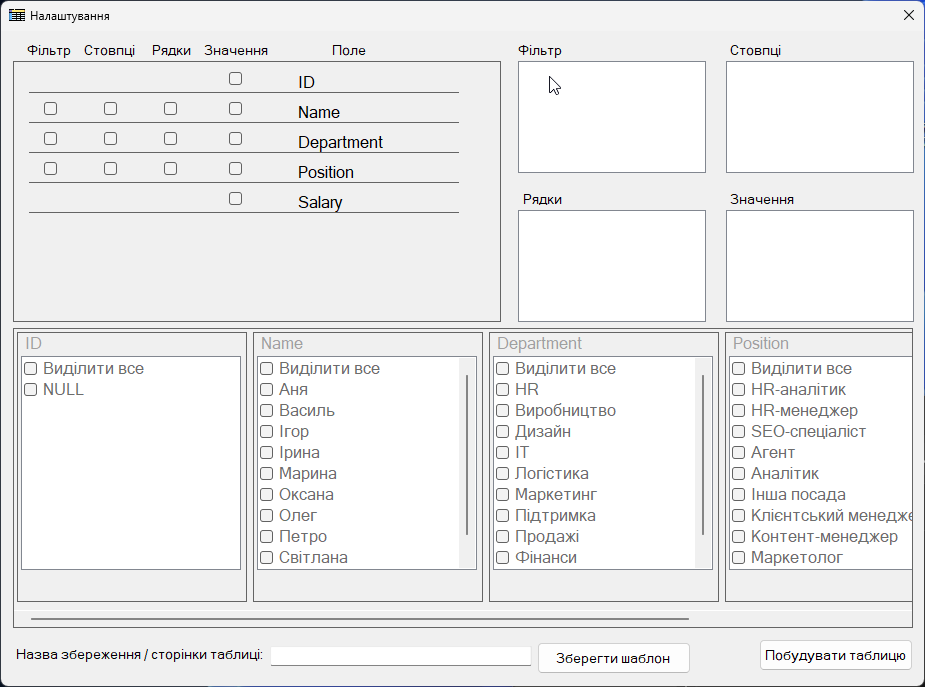 Налаштування
Фільтр Стовпці Рядки Значення Поле
ID
Name
Department
Position
Salary
Фільтр
Стовпці
Рядки
Значення
ID
Виділити все
NULL
Name
Виділити все
Аня
Василь
Ігор
Ірина
Марина
Оксана
Олег
Петро
Світлана
Department
Виділити все
HR
Виробництво
Дизайн
ІТ
Логістика
Маркетинг
Підтримка
Продажі
Фінанси
Position
Виділити все
HR-аналітик
HR-менеджер
SEO-спеціаліст
Агент
Аналітик
Інша посада
Клієнтський менедже
Контент-менеджер
Маркетолог
Назва збереження / сторінки таблиці:
Зберегти шаблон
Побудувати таблицю